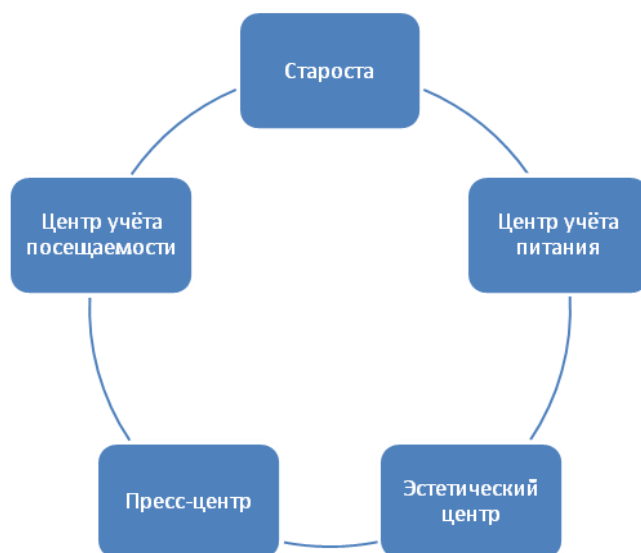 Староста
Центр учёта
посещаемости
Центр учёта
питания
Пресс-центр
Эстетический
центр